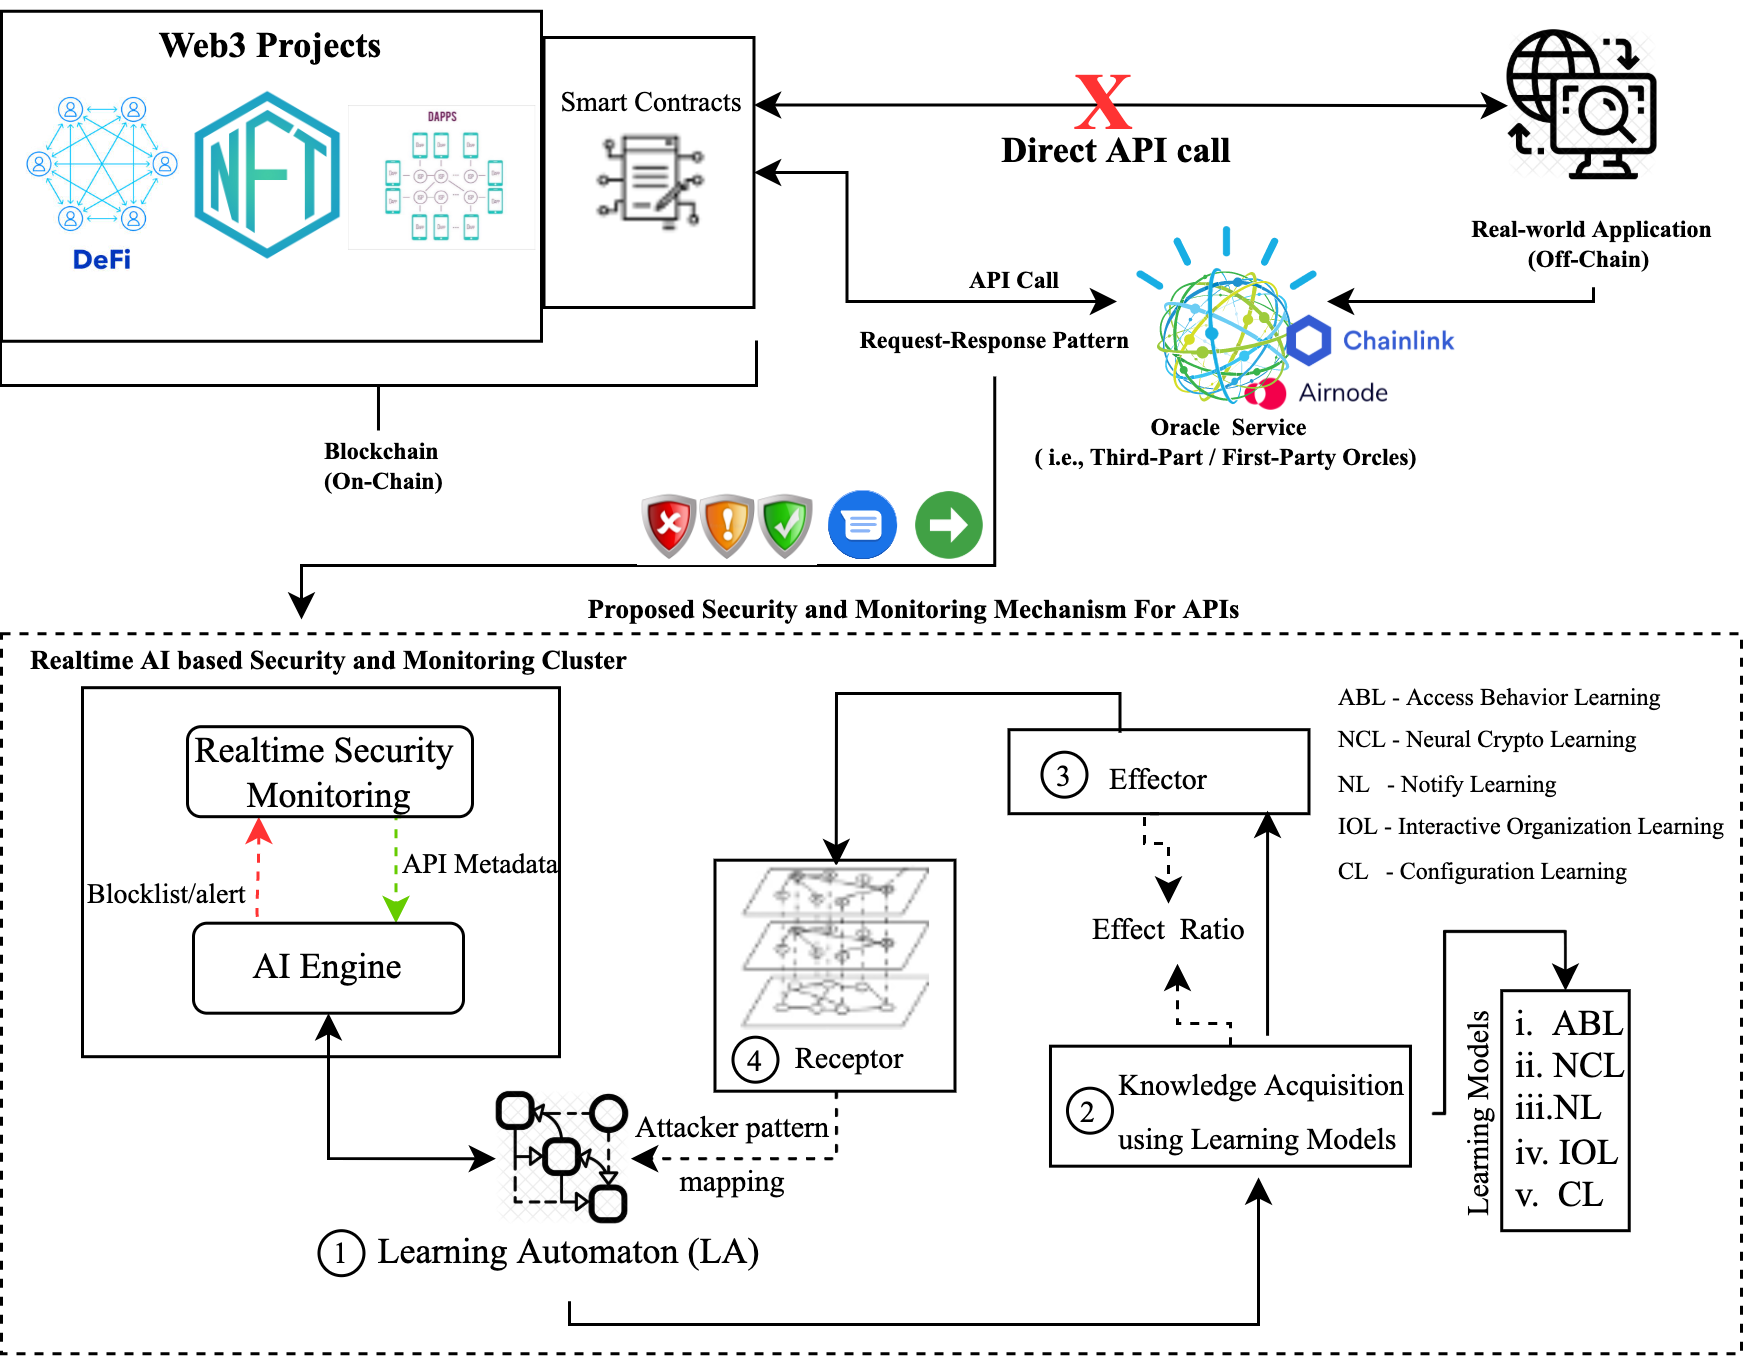 Web3 Projects
DeFi
NFT
DAPPS
Smart Contracts
X
Direct API call
Real-world Application
(Off-Chain)
API Call
Request-Response Pattern
Chainlink
Airnode
Oracle Service
( i.e., Third-Part / First-Party Orcles)
Blockchain
(On-Chain)
Proposed Security and Monitoring Mechanism For APIs
Realtime AI based Security and Monitoring Cluster
Realtime Security
Monitoring
Blocklist/alert
API Metadata
AI Engine
1 Learning Automaton (LA)
Attacker pattern
mapping
4 Receptor
3 Effector
Effect Ratio
2 Knowledge Acquisition
using Learning Models
ABL - Access Behavior Learning
NCL - Neural Crypto Learning
NL - Notify Learning
IOL - Interactive Organization Learning
CL - Configuration Learning
Learning Models
i. ABL
ii. NCL
iii.NL
iv. IOL
v. CL